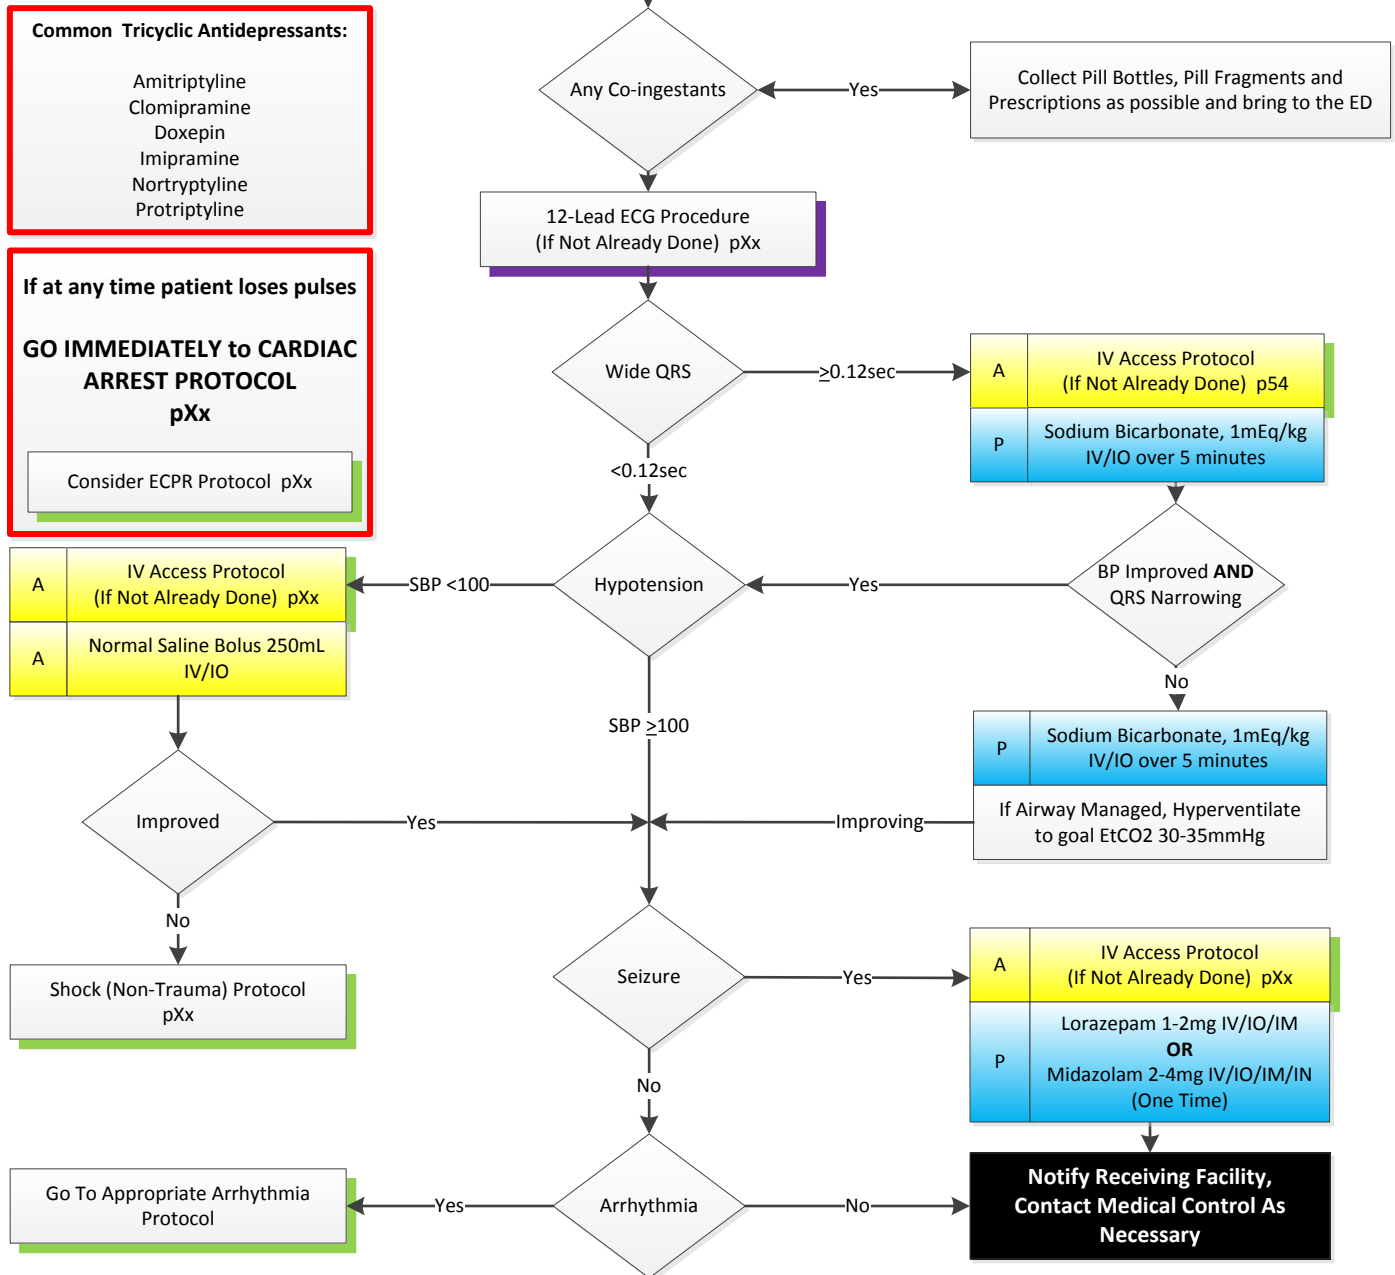 Common Tricyclic Antidepressants:
Amitriptyline
Clomipramine
Doxepin
Imipramine
Nortryptyline
Protriptyline
Any Co-ingestants
Yes
Collect Pill Bottles, Pill Fragments and
Prescriptions as possible and bring to the ED
12-Lead ECG Procedure
(If Not Already Done) pXx
If at any time patient loses pulses
GO IMMEDIATELY to CARDIAC
ARREST PROTOCOL
pXx
Consider ECPR Protocol pXx
Wide QRS
≥0.12sec
A
IV Access Protocol
(If Not Already Done) p54
P
Sodium Bicarbonate, 1mEq/kg
IV/IO over 5 minutes
<0.12sec
BP Improved AND
QRS Narrowing
Yes
Hypotension
SBP <100
A
IV Access Protocol
(If Not Already Done) pXx
A
Normal Saline Bolus 250mL
IV/IO
No
SBP ≥100
P
Sodium Bicarbonate, 1mEq/kg
IV/IO over 5 minutes
If Airway Managed, Hyperventilate
to goal EtCO2 30-35mmHg
Improving
Improved
Yes
No
Shock (Non-Trauma) Protocol
pXx
Seizure
Yes
A
IV Access Protocol
(If Not Already Done) pXx
P
Lorazepam 1-2mg IV/IO/IM
OR
Midazolam 2-4mg IV/IO/IM/IN
(One Time)
No
Arrhythmia
Yes
Go To Appropriate Arrhythmia
Protocol
No
Notify Receiving Facility,
Contact Medical Control As
Necessary